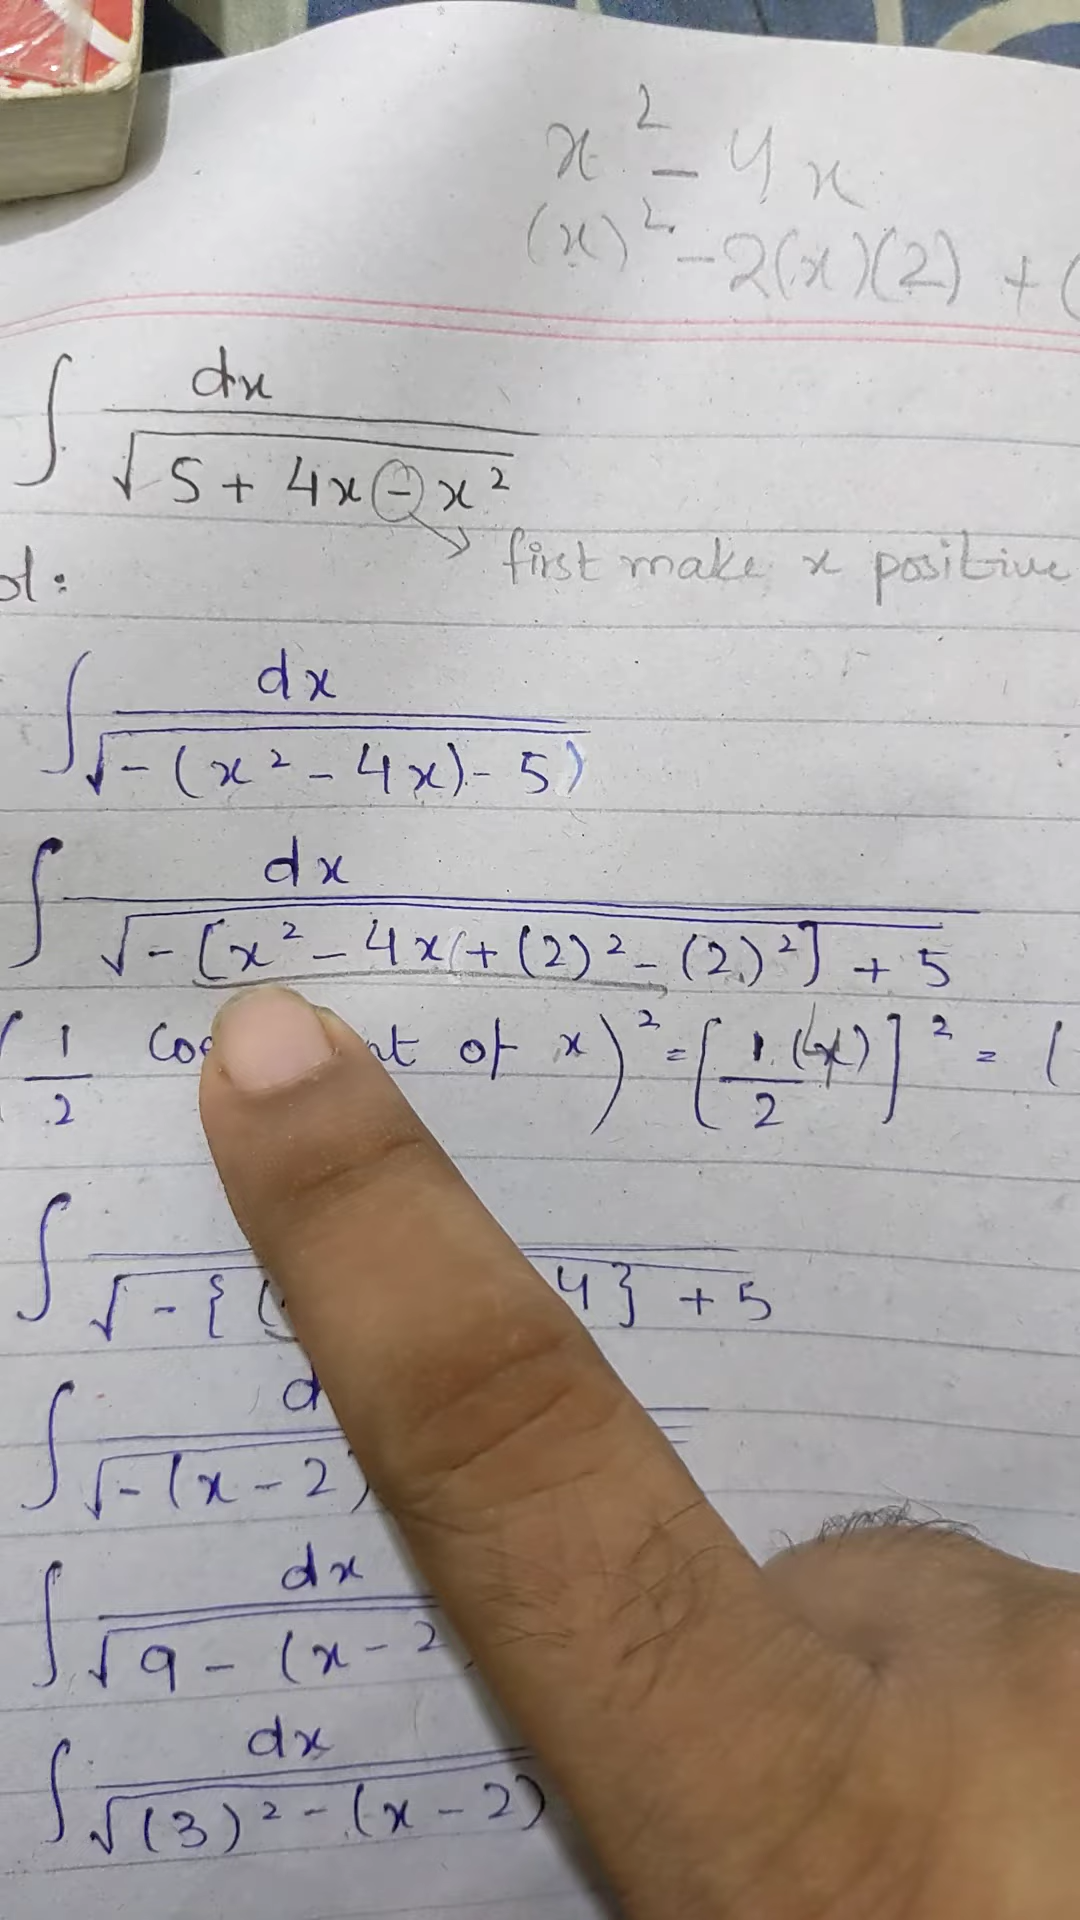 x² - 4x
(x)² - 2(x)(2) + (
∫ dx / √5 + 4x - x²
→ first make x positive
ol:
∫ dx / √-(x² - 4x) - 5)
∫ dx / √-[x² - 4x + (2)² - (2)²] + 5
(1/2 of x)² = [1/2 (4x)]² = (
∫ / √-{( 4} + 5
∫ d / √-(x - 2)
∫ dx / √9 - (x - 2
∫ dx / √(3)² - (x - 2)